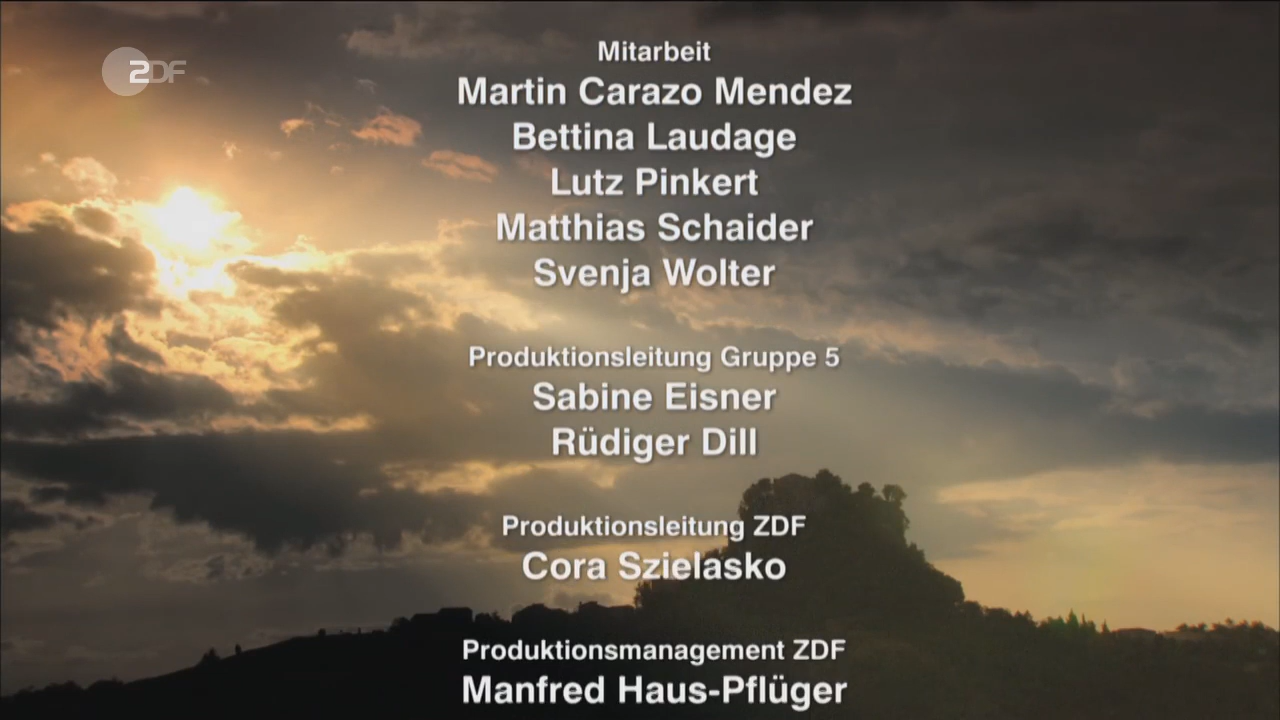 ZDF
Mitarbeit
Martin Carazo Mendez
Bettina Laudage
Lutz Pinkert
Matthias Schaider
Svenja Wolter
Produktionsleitung Gruppe 5
Sabine Eisner
Rüdiger Dill
Produktionsleitung ZDF
Cora Szielasko
Produktionsmanagement ZDF
Manfred Haus-Pflüger